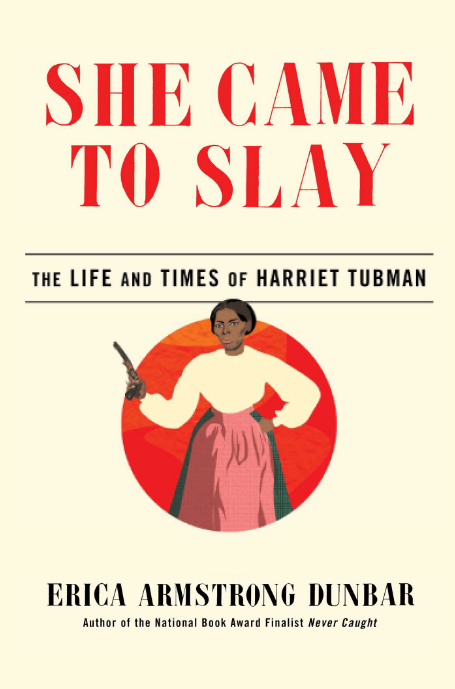 SHE CAME
TO SLAY
THE LIFE AND TIMES OF HARRIET TUBMAN
ERICA ARMSTRONG DUNBAR
Author of the National Book Award Finalist Never Caught